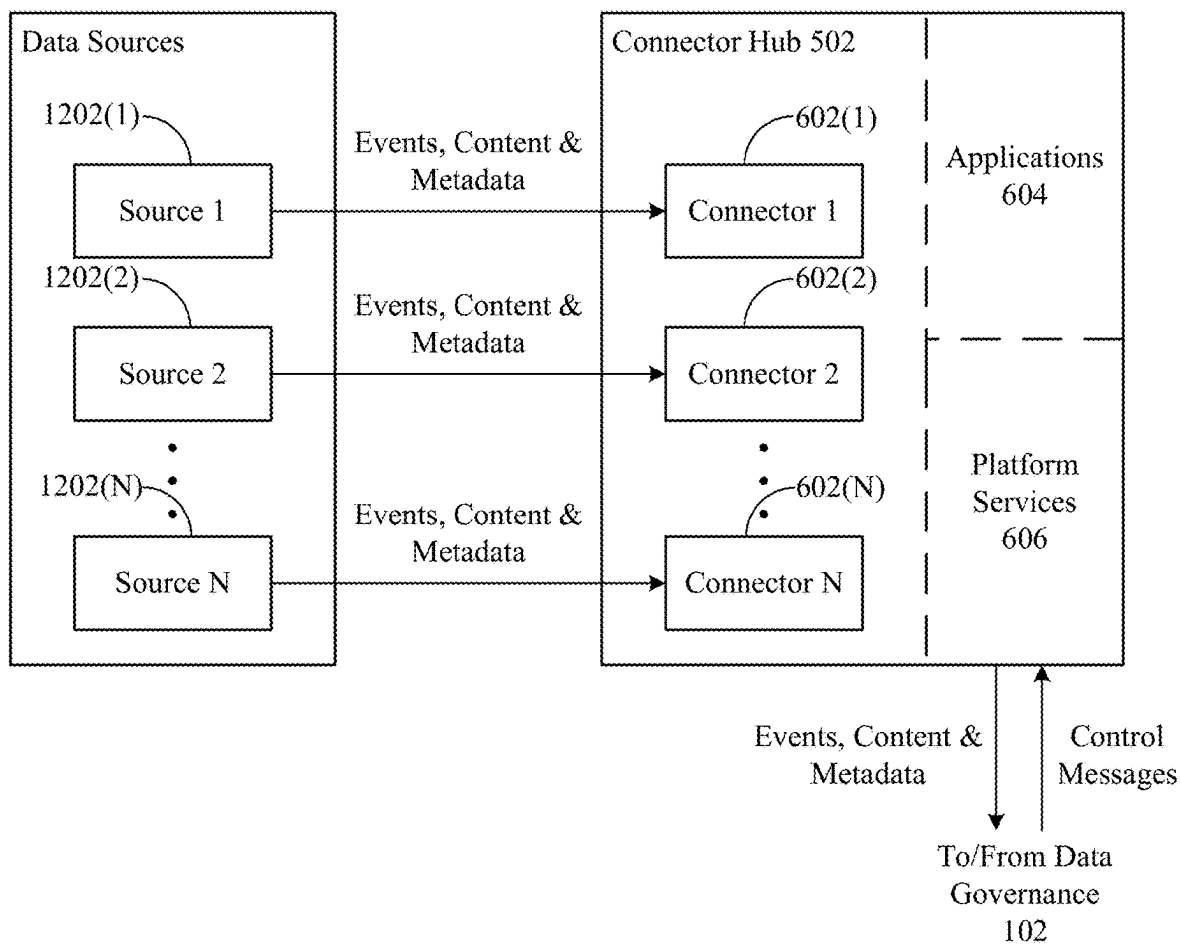 Data Sources
Connector Hub 502
1202(1)
602(1)
Events, Content &
Metadata
Applications
604
Source 1
Connector 1
1202(2)
602(2)
Events, Content &
Metadata
Source 2
Connector 2
Platform
Services
606
1202(N)
602(N)
Events, Content &
Metadata
Source N
Connector N
Events, Content &
Metadata
Control
Messages
To/From Data
Governance
102